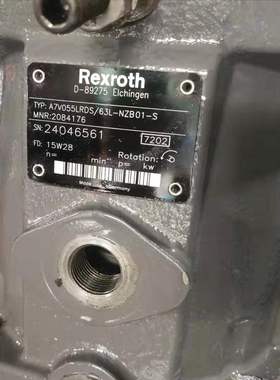 Rexroth
D-89275 Elchingen
TYP: A7VO55LRDS/63L-NZB01-S
MNR: 2084176
SN: 24046561
7202
FD: 15W28 Rotation:
n= min⁻¹ p= kw
Made in Germany